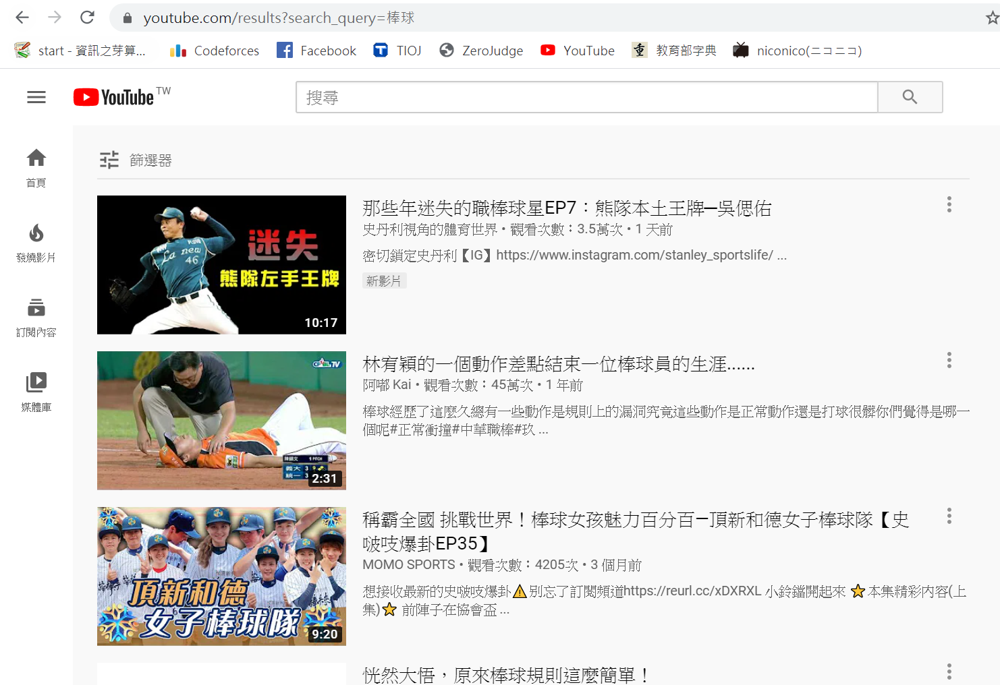 youtube.com/results?search_query=棒球
start - 資訊之芽算...
Codeforces
Facebook
TIOJ
ZeroJudge
YouTube
教育部字典
niconico(ニコニコ)
YouTube TW
搜尋
篩選器
首頁
發燒影片
訂閱內容
媒體庫
La new
46
迷失
熊隊左手王牌
10:17
那些年迷失的職棒球星EP7：熊隊本土王牌─吳偲佑
史丹利視角的體育世界 • 觀看次數：3.5萬次 • 1 天前
密切鎖定史丹利【IG】https://www.instagram.com/stanley_sportslife/ ...
新影片
CPBL TV
陳鏞文 1 PITCH
義大 3 9
統一 3
2:31
林宥穎的一個動作差點結束一位棒球員的生涯......
阿嘟 Kai • 觀看次數：45萬次 • 1 年前
棒球經歷了這麼久總有一些動作是規則上的漏洞究竟這些動作是正常動作還是打球很髒你們覺得是哪一
個呢#正常衝撞#中華職棒#玖 ...
頂新和德
女子棒球隊
9:20
稱霸全國 挑戰世界！棒球女孩魅力百分百—頂新和德女子棒球隊【史
啵吱爆卦EP35】
MOMO SPORTS • 觀看次數：4205次 • 3 個月前
想接收最新的史啵吱爆卦⚠️別忘了訂閱頻道https://reurl.cc/xDXRXL 小鈴鐺開起來 ⭐本集精彩內容(上
集)⭐ 前陣子在協會盃 ...
恍然大悟，原來棒球規則這麼簡單！